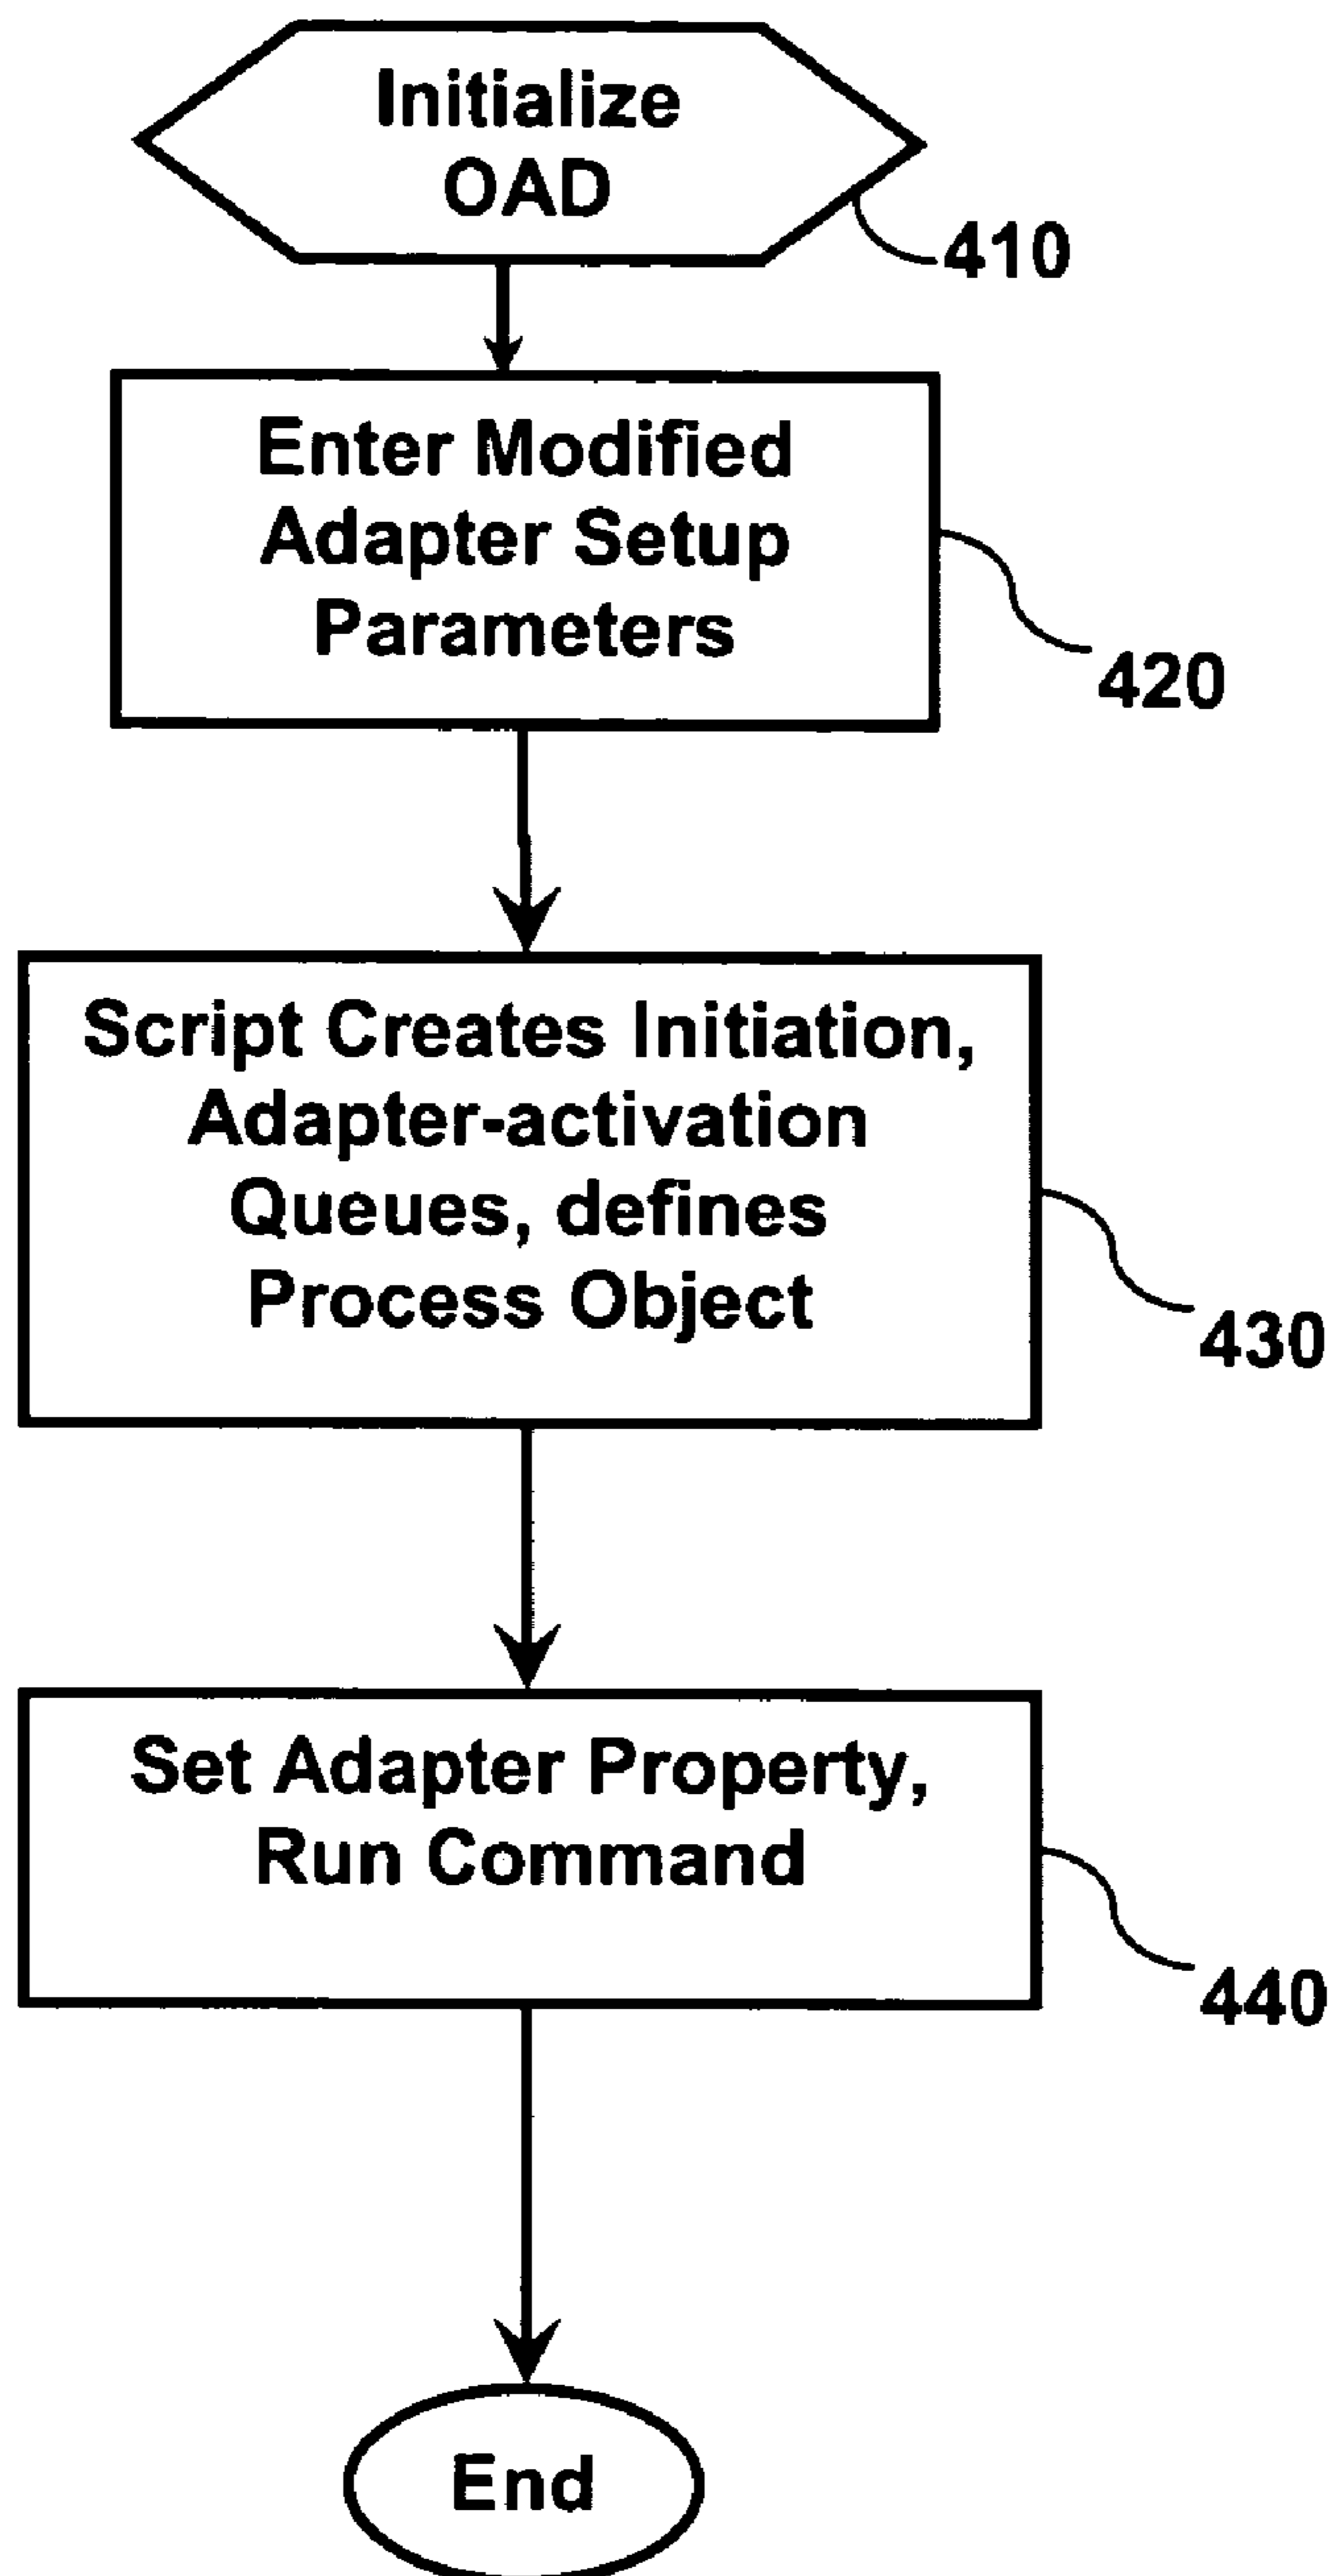 Initialize
OAD
410
Enter Modified
Adapter Setup
Parameters
420
Script Creates Initiation,
Adapter-activation
Queues, defines
Process Object
430
Set Adapter Property,
Run Command
440
End